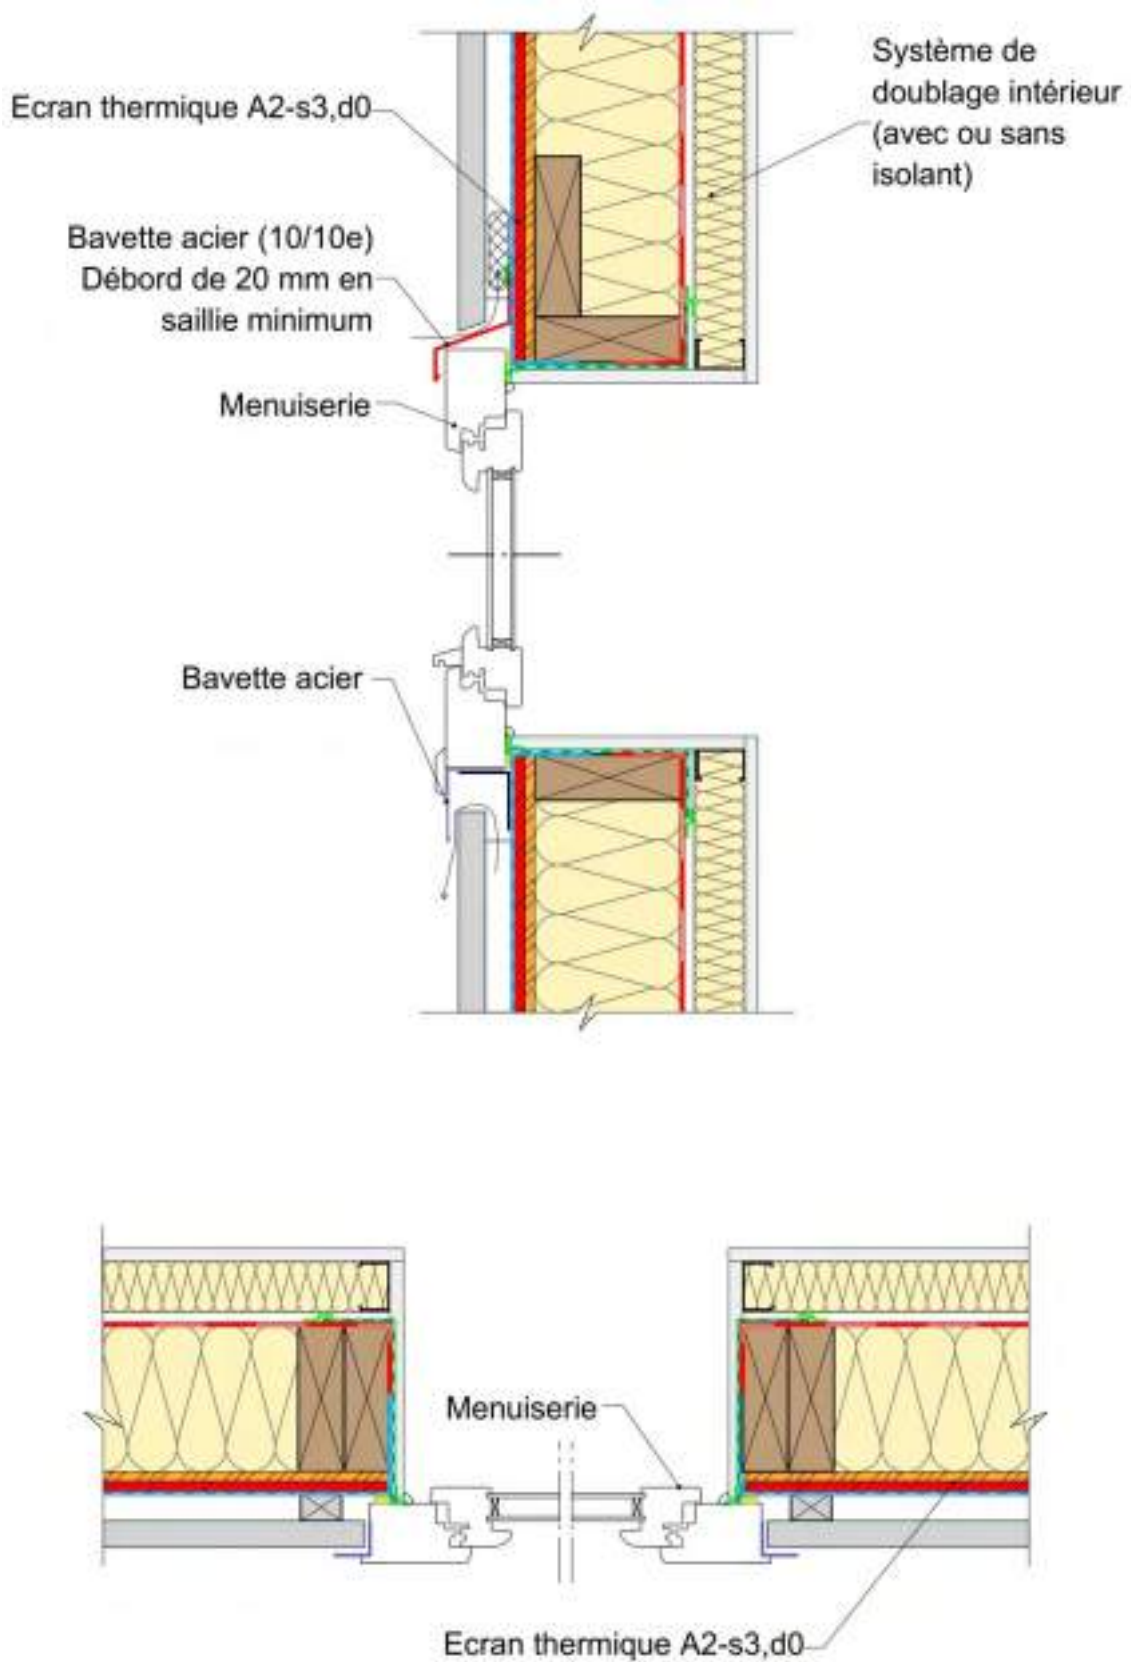 Système de
doublage intérieur
(avec ou sans
isolant)
Ecran thermique A2-s3,d0
Bavette acier (10/10e)
Débord de 20 mm en
saillie minimum
Menuiserie
Bavette acier
Menuiserie
Ecran thermique A2-s3,d0